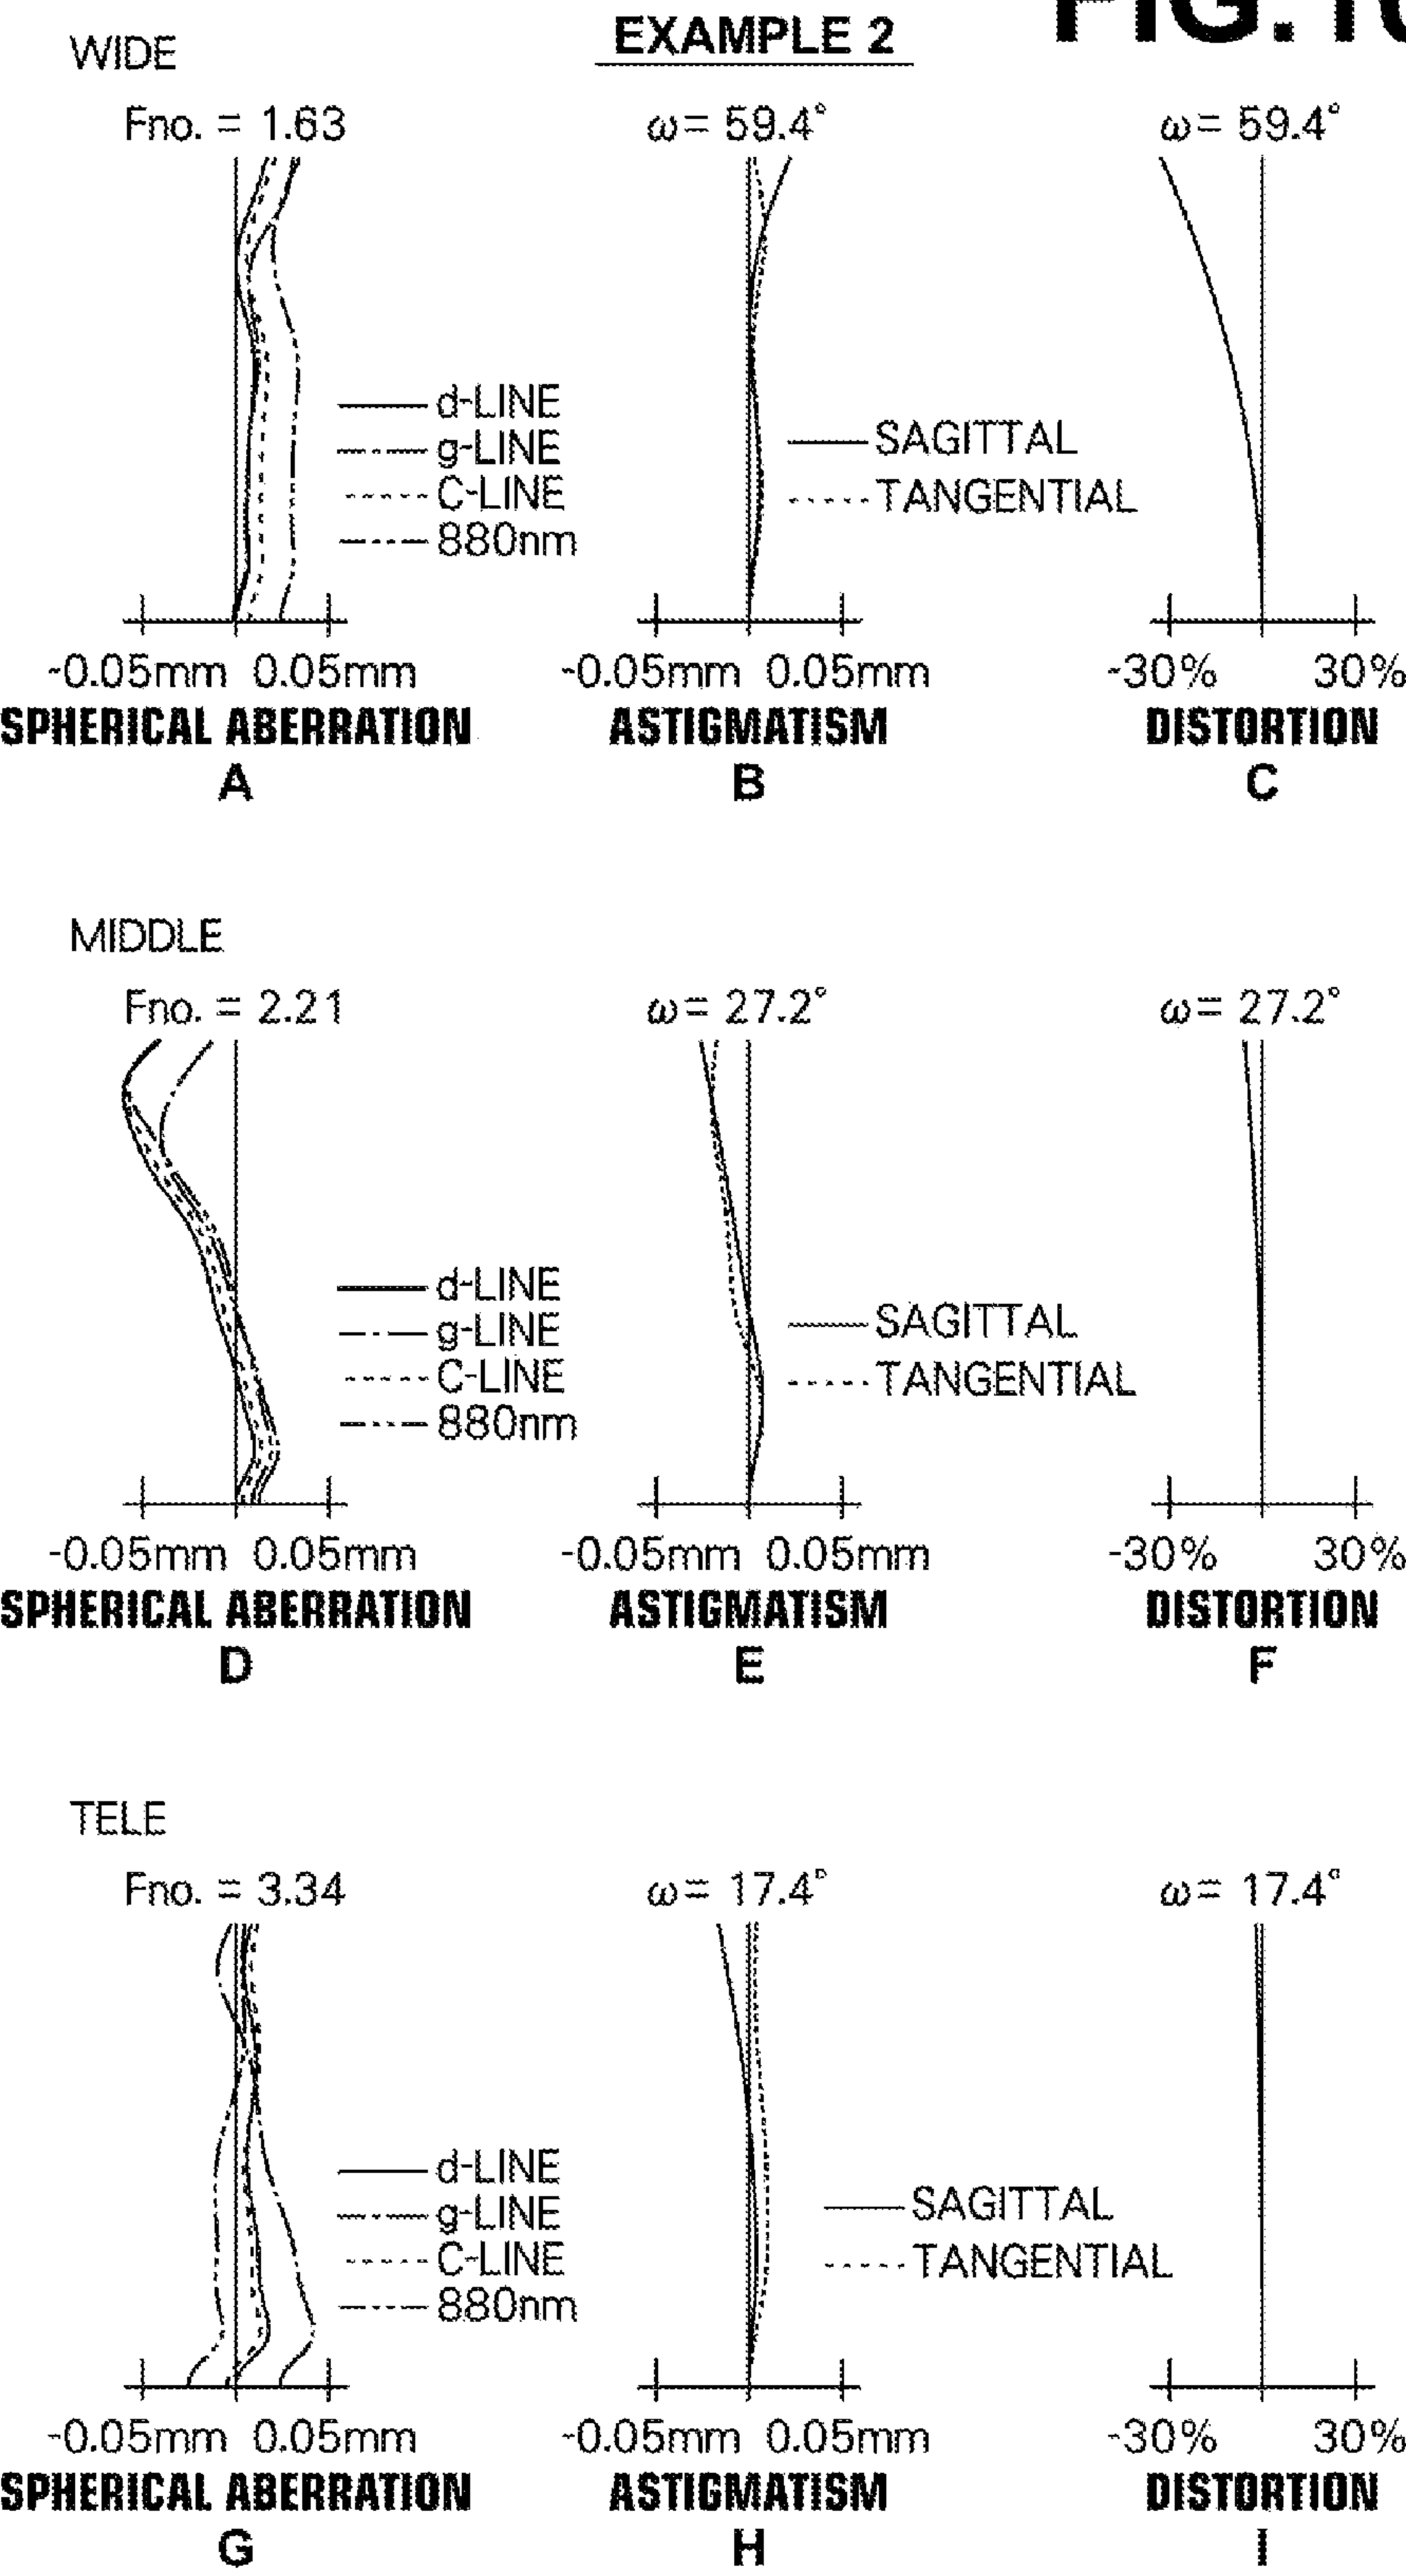 EXAMPLE 2
WIDE
Fno. = 1.63
ω= 59.4°
ω= 59.4°
d-LINE
g-LINE
C-LINE
880nm
SAGITTAL
TANGENTIAL
-0.05mm 0.05mm
-0.05mm 0.05mm
-30% 30%
SPHERICAL ABERRATION
ASTIGMATISM
DISTORTION
A
B
C
MIDDLE
Fno. = 2.21
ω= 27.2°
ω= 27.2°
d-LINE
g-LINE
C-LINE
880nm
SAGITTAL
TANGENTIAL
-0.05mm 0.05mm
-0.05mm 0.05mm
-30% 30%
SPHERICAL ABERRATION
ASTIGMATISM
DISTORTION
D
E
F
TELE
Fno. = 3.34
ω= 17.4°
ω= 17.4°
d-LINE
g-LINE
C-LINE
880nm
SAGITTAL
TANGENTIAL
-0.05mm 0.05mm
-0.05mm 0.05mm
-30% 30%
SPHERICAL ABERRATION
ASTIGMATISM
DISTORTION
G
H
I